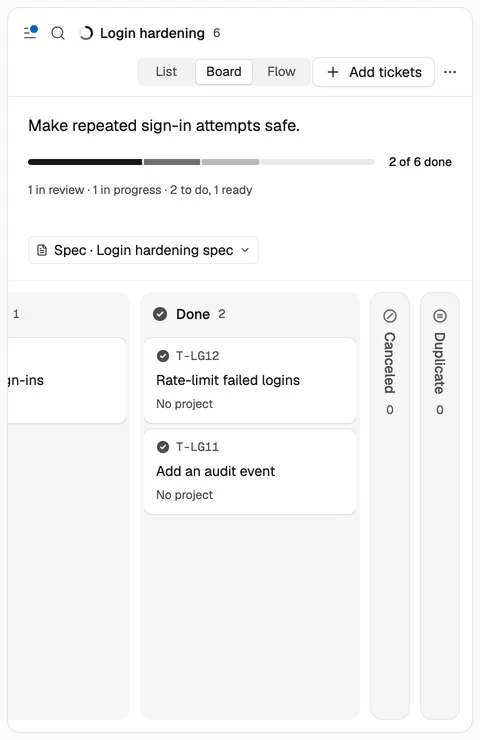 Login hardening 6
List Board Flow Add tickets
Make repeated sign-in attempts safe.
2 of 6 done
1 in review · 1 in progress · 2 to do, 1 ready
Spec · Login hardening spec
1
Done 2
T-LG12
Rate-limit failed logins
No project
T-LG11
Add an audit event
No project
Canceled 0
Duplicate 0